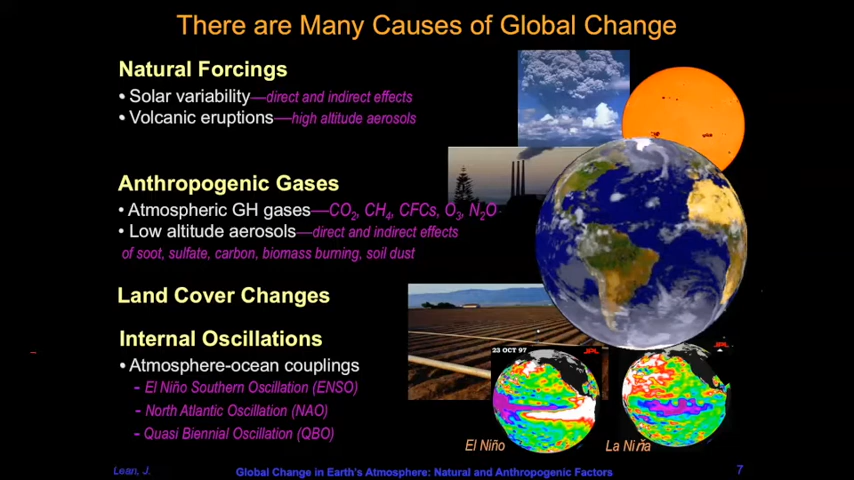 There are Many Causes of Global Change
Natural Forcings
• Solar variability—direct and indirect effects
• Volcanic eruptions—high altitude aerosols
Anthropogenic Gases
• Atmospheric GH gases—CO2, CH4, CFCs, O3, N2O
• Low altitude aerosols—direct and indirect effects
of soot, sulfate, carbon, biomass burning, soil dust
Land Cover Changes
Internal Oscillations
• Atmosphere-ocean couplings
- El Niño Southern Oscillation (ENSO)
- North Atlantic Oscillation (NAO)
- Quasi Biennial Oscillation (QBO)
23 OCT 97
JPL
JPL
El Niño
La Niña
Lean, J.
Global Change in Earth's Atmosphere: Natural and Anthropogenic Factors
7